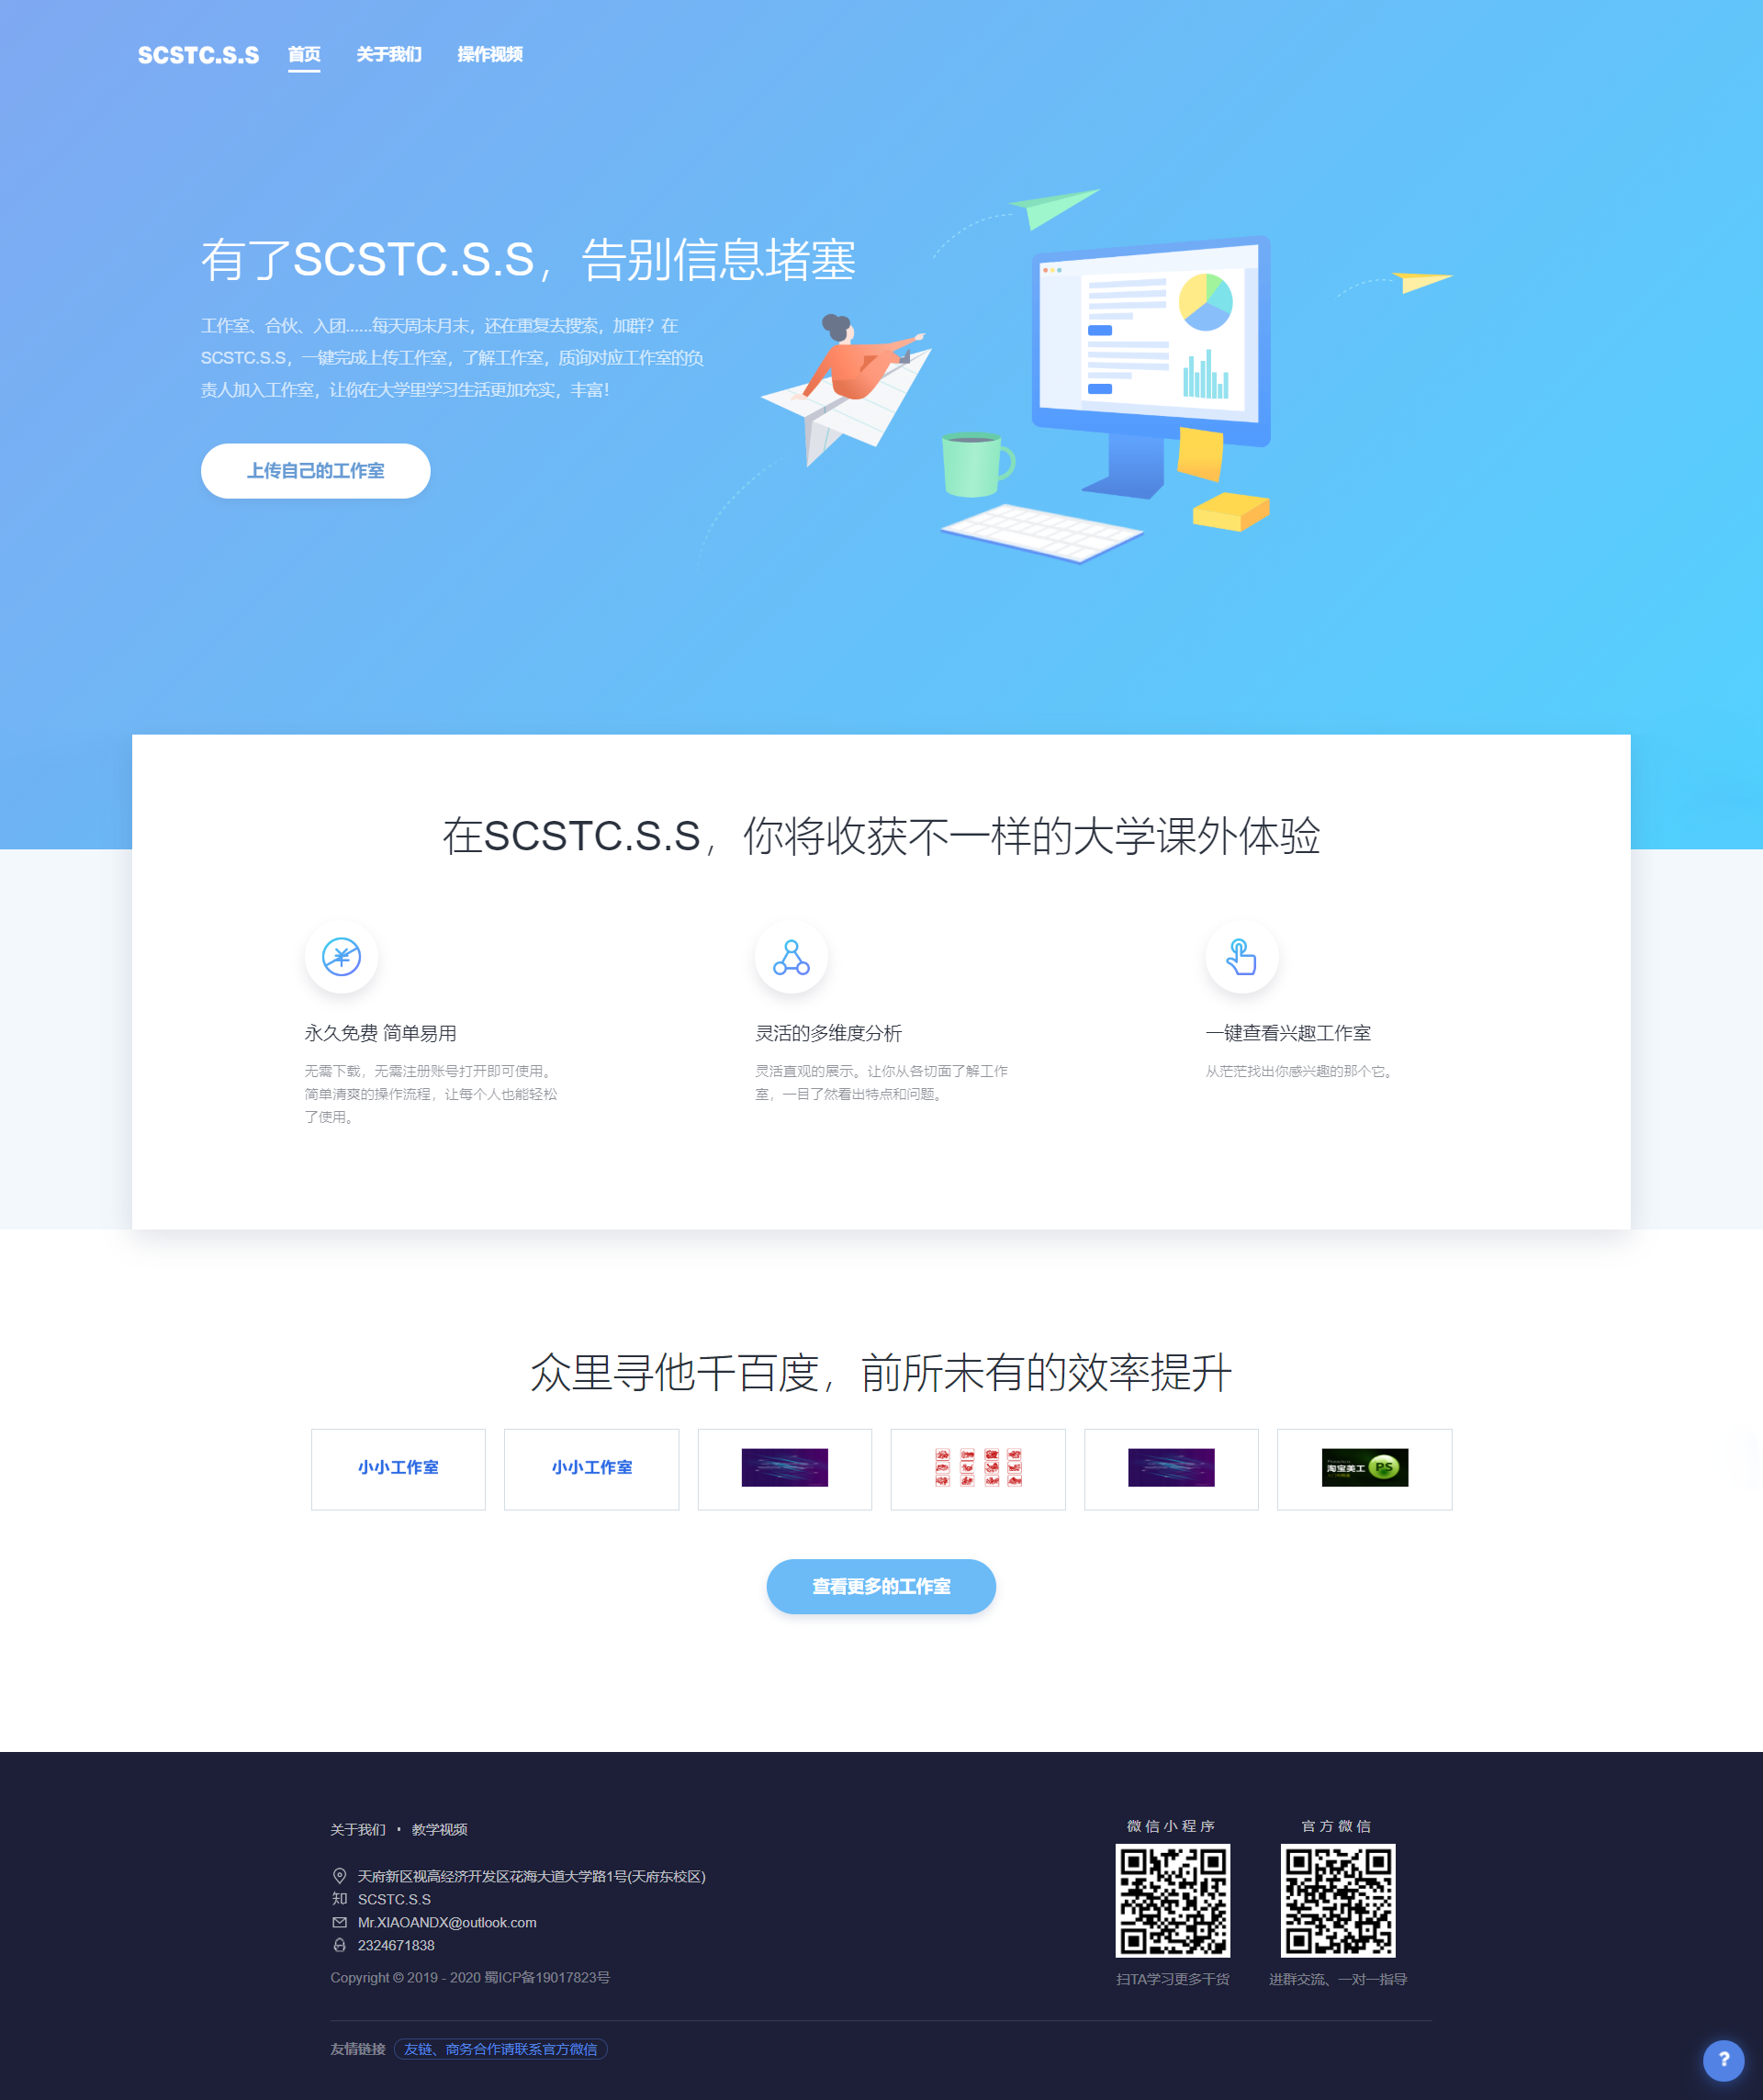 SCSTC.S.S 首页 关于我们 操作视频
有了SCSTC.S.S，告别信息堵塞
工作室、合伙、入团……每天周末月末，还在重复去搜索，加群？在
SCSTC.S.S，一键完成上传工作室，了解工作室，质询对应工作室的负
责人加入工作室，让你在大学里学习生活更加充实，丰富！
上传自己的工作室
在SCSTC.S.S，你将收获不一样的大学课外体验
永久免费 简单易用
无需下载，无需注册账号打开即可使用。
简单清爽的操作流程，让每个人也能轻松
了使用。
灵活的多维度分析
灵活直观的展示。让你从各切面了解工作
室，一目了然看出特点和问题。
一键查看兴趣工作室
从茫茫找出你感兴趣的那个它。
众里寻他千百度，前所未有的效率提升
小小工作室
小小工作室
淘宝美工 PS
查看更多的工作室
关于我们 • 教学视频
天府新区视高经济开发区花海大道大学路1号(天府东校区)
知 SCSTC.S.S
Mr.XIAOANDX@outlook.com
2324671838
Copyright © 2019 - 2020 蜀ICP备19017823号
微信小程序
扫TA学习更多干货
官方微信
进群交流、一对一指导
友情链接 友链、商务合作请联系官方微信
?